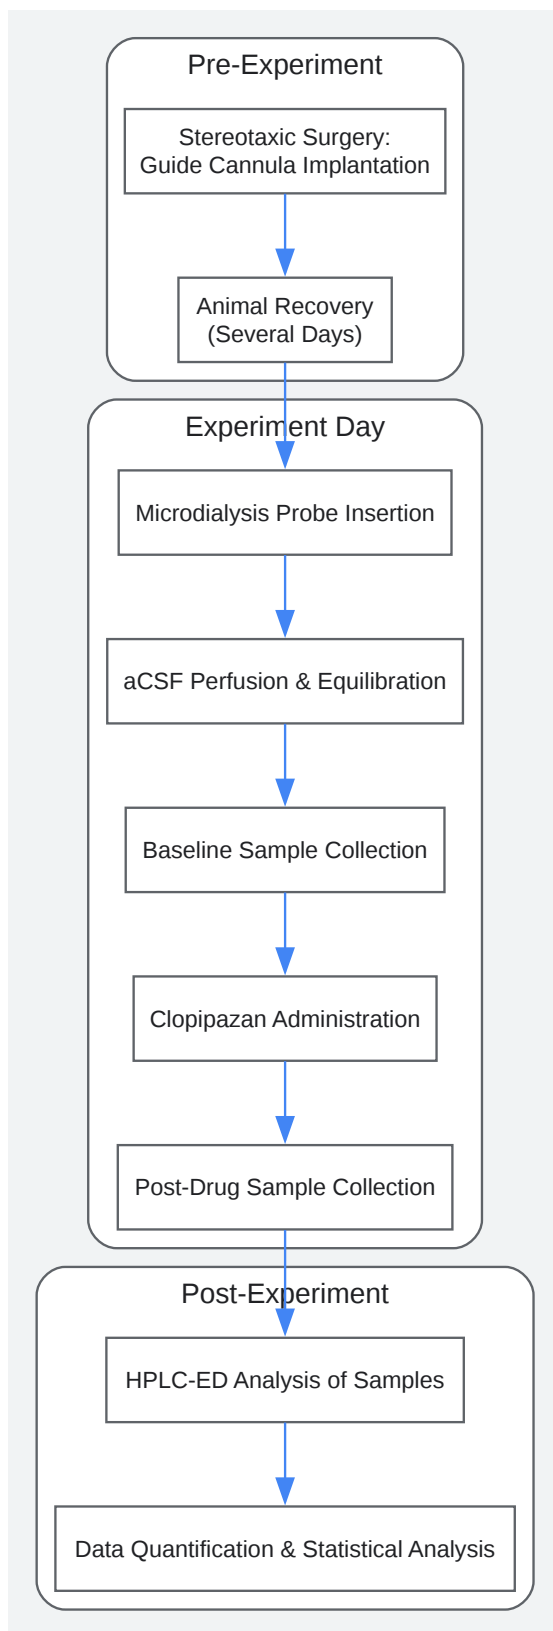 Pre-Experiment
Stereotaxic Surgery:
Guide Cannula Implantation
Animal Recovery
(Several Days)
Experiment Day
Microdialysis Probe Insertion
aCSF Perfusion & Equilibration
Baseline Sample Collection
Clopipazan Administration
Post-Drug Sample Collection
Post-Experiment
HPLC-ED Analysis of Samples
Data Quantification & Statistical Analysis